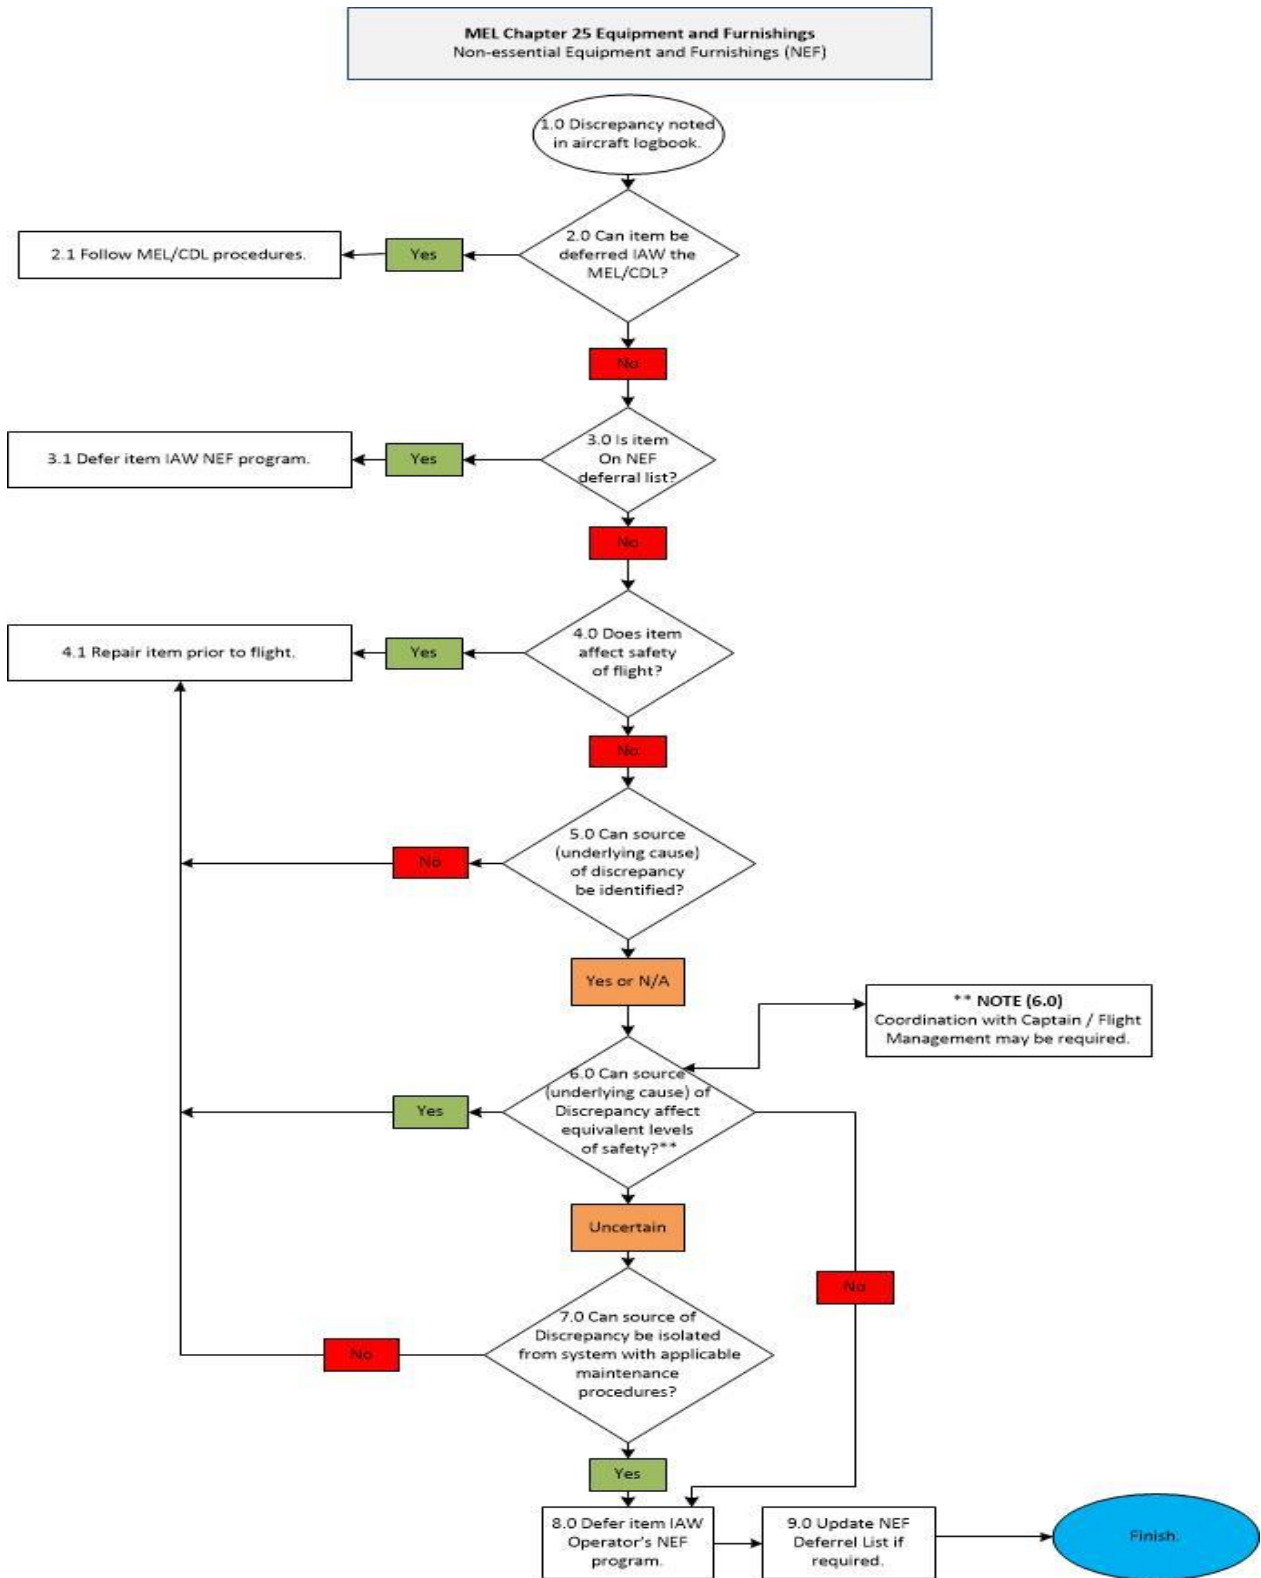 MEL Chapter 25 Equipment and Furnishings
Non-essential Equipment and Furnishings (NEF)
1.0 Discrepancy noted
in aircraft logbook.
2.0 Can item be
deferred IAW the
MEL/CDL?
Yes
2.1 Follow MEL/CDL procedures.
No
3.0 Is item
On NEF
deferral list?
Yes
3.1 Defer item IAW NEF program.
No
4.0 Does item
affect safety
of flight?
Yes
4.1 Repair item prior to flight.
No
5.0 Can source
(underlying cause)
of discrepancy
be identified?
No
Yes or N/A
** NOTE (6.0)
Coordination with Captain / Flight
Management may be required.
6.0 Can source
(underlying cause) of
Discrepancy affect
equivalent levels
of safety?**
Yes
Uncertain
No
7.0 Can source of
Discrepancy be isolated
from system with applicable
maintenance
procedures?
No
Yes
8.0 Defer item IAW
Operator's NEF
program.
9.0 Update NEF
Deferrel List if
required.
Finish.